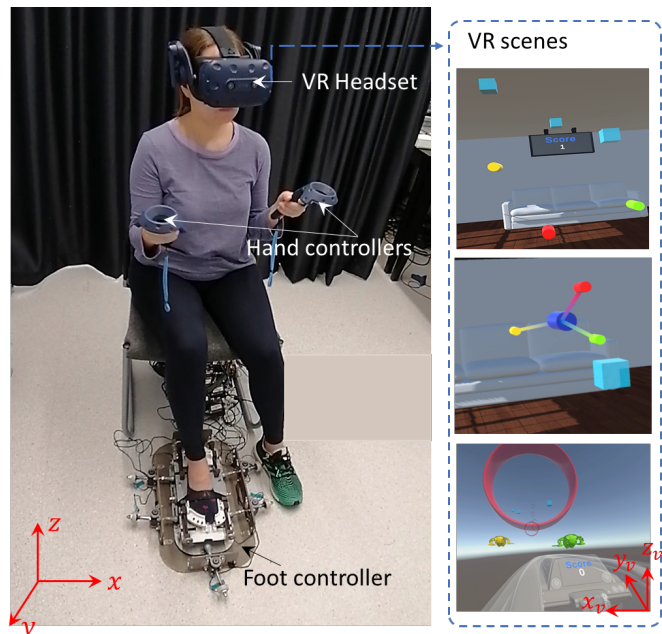 VR scenes
VR Headset
Score
1
Hand controllers
Foot controller
z
x
y
Score
0
z_v
y_v
x_v